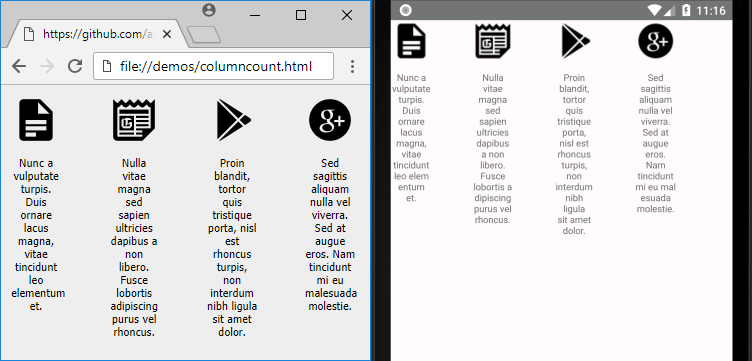 https://github.com/a
file://demos/columncount.html
Nunc a
vulputate
turpis.
Duis
ornare
lacus
magna,
vitae
tincidunt
leo
elementum
et.
Nulla
vitae
magna
sed
sapien
ultricies
dapibus a
non
libero.
Fusce
lobortis
adipiscing
purus vel
rhoncus.
Proin
blandit,
tortor
quis
tristique
porta, nisl
est
rhoncus
turpis,
non
interdum
nibh ligula
sit amet
dolor.
Sed
sagittis
aliquam
nulla vel
viverra.
Sed at
augue
eros. Nam
tincidunt
mi eu
malesuada
molestie.
11:16
Nunc a
vulputate
turpis.
Duis
ornare
lacus
magna,
vitae
tincidunt
leo elem
entum
et.
Nulla
vitae
magna
sed
sapien
ultricies
dapibus
a non
libero.
Fusce
lobortis a
dipiscing
purus vel
rhoncus.
Proin
blandit,
tortor
quis
tristique
porta,
nisl est
rhoncus
turpis,
non
interdum
nibh
ligula
sit amet
dolor.
Sed
sagittis
aliquam
nulla vel
viverra.
Sed at
augue
eros.
Nam
tincidunt
mi eu mal
esuada
molestie.